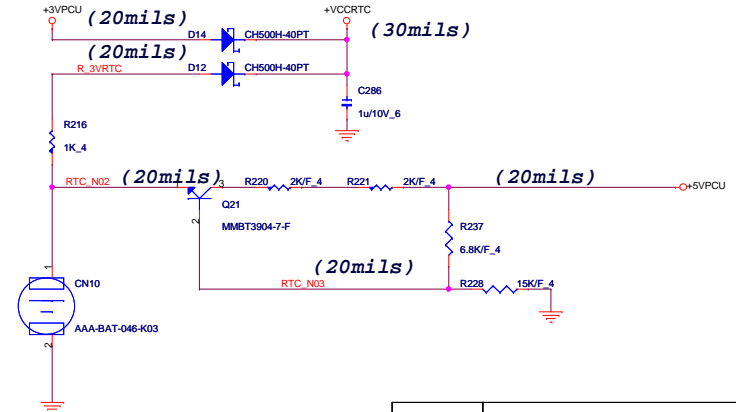 +3VPCU
(20mils)
+VCCRTC
(30mils)
D14
CH500H-40PT
(20mils)
R_3VRTC
D12
CH500H-40PT
C286
1u/10V_6
R216
1K_4
RTC_N02
(20mils)
1
3
R220
2K/F_4
R221
2K/F_4
(20mils)
+5VPCU
Q21
MMBT3904-7-F
2
R237
6.8K/F_4
(20mils)
RTC_N03
R228
15K/F_4
1
CN10
AAA-BAT-046-K03
2